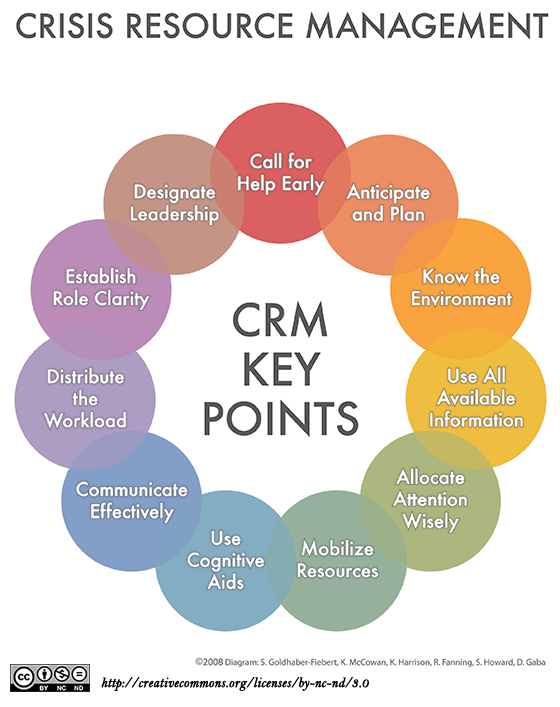 CRISIS RESOURCE MANAGEMENT
Call for
Help Early
Anticipate
and Plan
Know the
Environment
Use All
Available
Information
Allocate
Attention
Wisely
Mobilize
Resources
Use
Cognitive
Aids
Communicate
Effectively
Distribute
the
Workload
Establish
Role Clarity
Designate
Leadership
CRM
KEY
POINTS
©2008 Diagram: S. Goldhaber-Fiebert, K. McCowan, K. Harrison, R. Fanning, S. Howard, D. Gaba
cc
$
BY NC ND
http://creativecommons.org/licenses/by-nc-nd/3.0